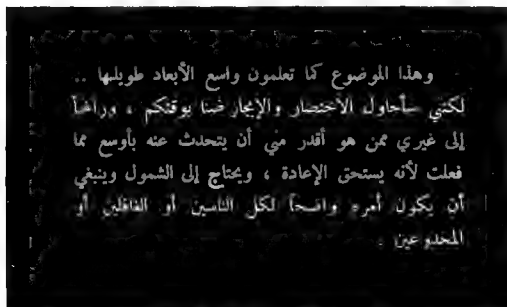 وهذا الموضوع كما تعلمون واسع الأبعاد طويلها ..
لكنني سأحاول الاختصار والإيجاز ضنا بوقتكم ، وراغباً
إلى غيري ممن هو أقدر مني أن يتحدث عنه بأوسع مما
فعلت لأنه يستحق الإعادة ، ويحتاج إلى الشمول وينبغي
أن يكون أمره واضحاً لكل الناسين أو الغافلين أو
المخدوعين .